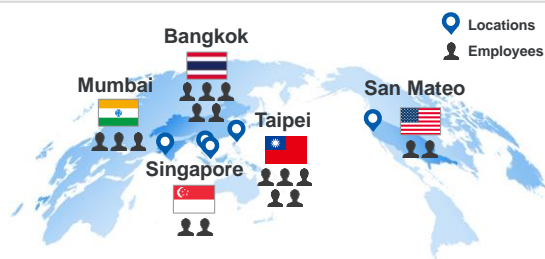 Locations
Employees
Bangkok
Mumbai
San Mateo
Taipei
Singapore